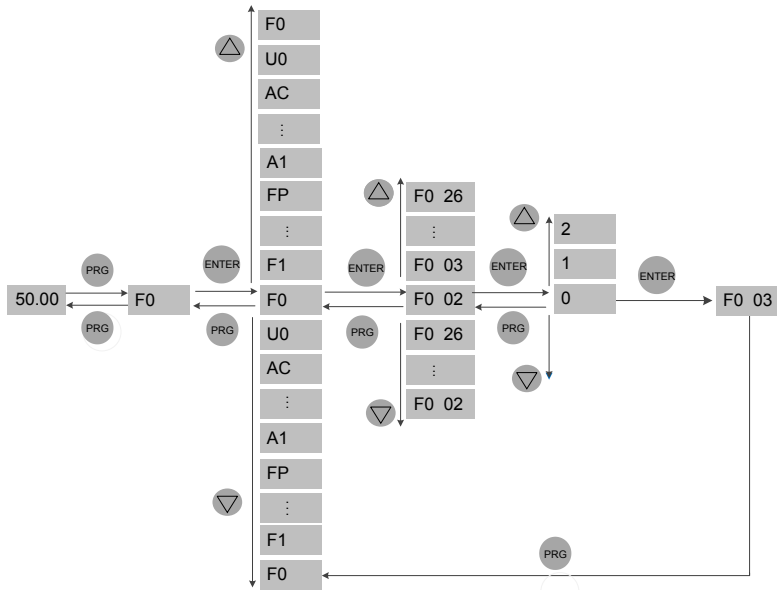 F0
U0
AC
⋮
A1
FP
⋮
F1
50.00
PRG
PRG
F0
ENTER
PRG
F0
U0
AC
⋮
A1
FP
⋮
F1
F0
ENTER
PRG
F0 26
⋮
F0 03
F0 02
F0 26
⋮
F0 02
ENTER
PRG
2
1
0
ENTER
F0 03
PRG